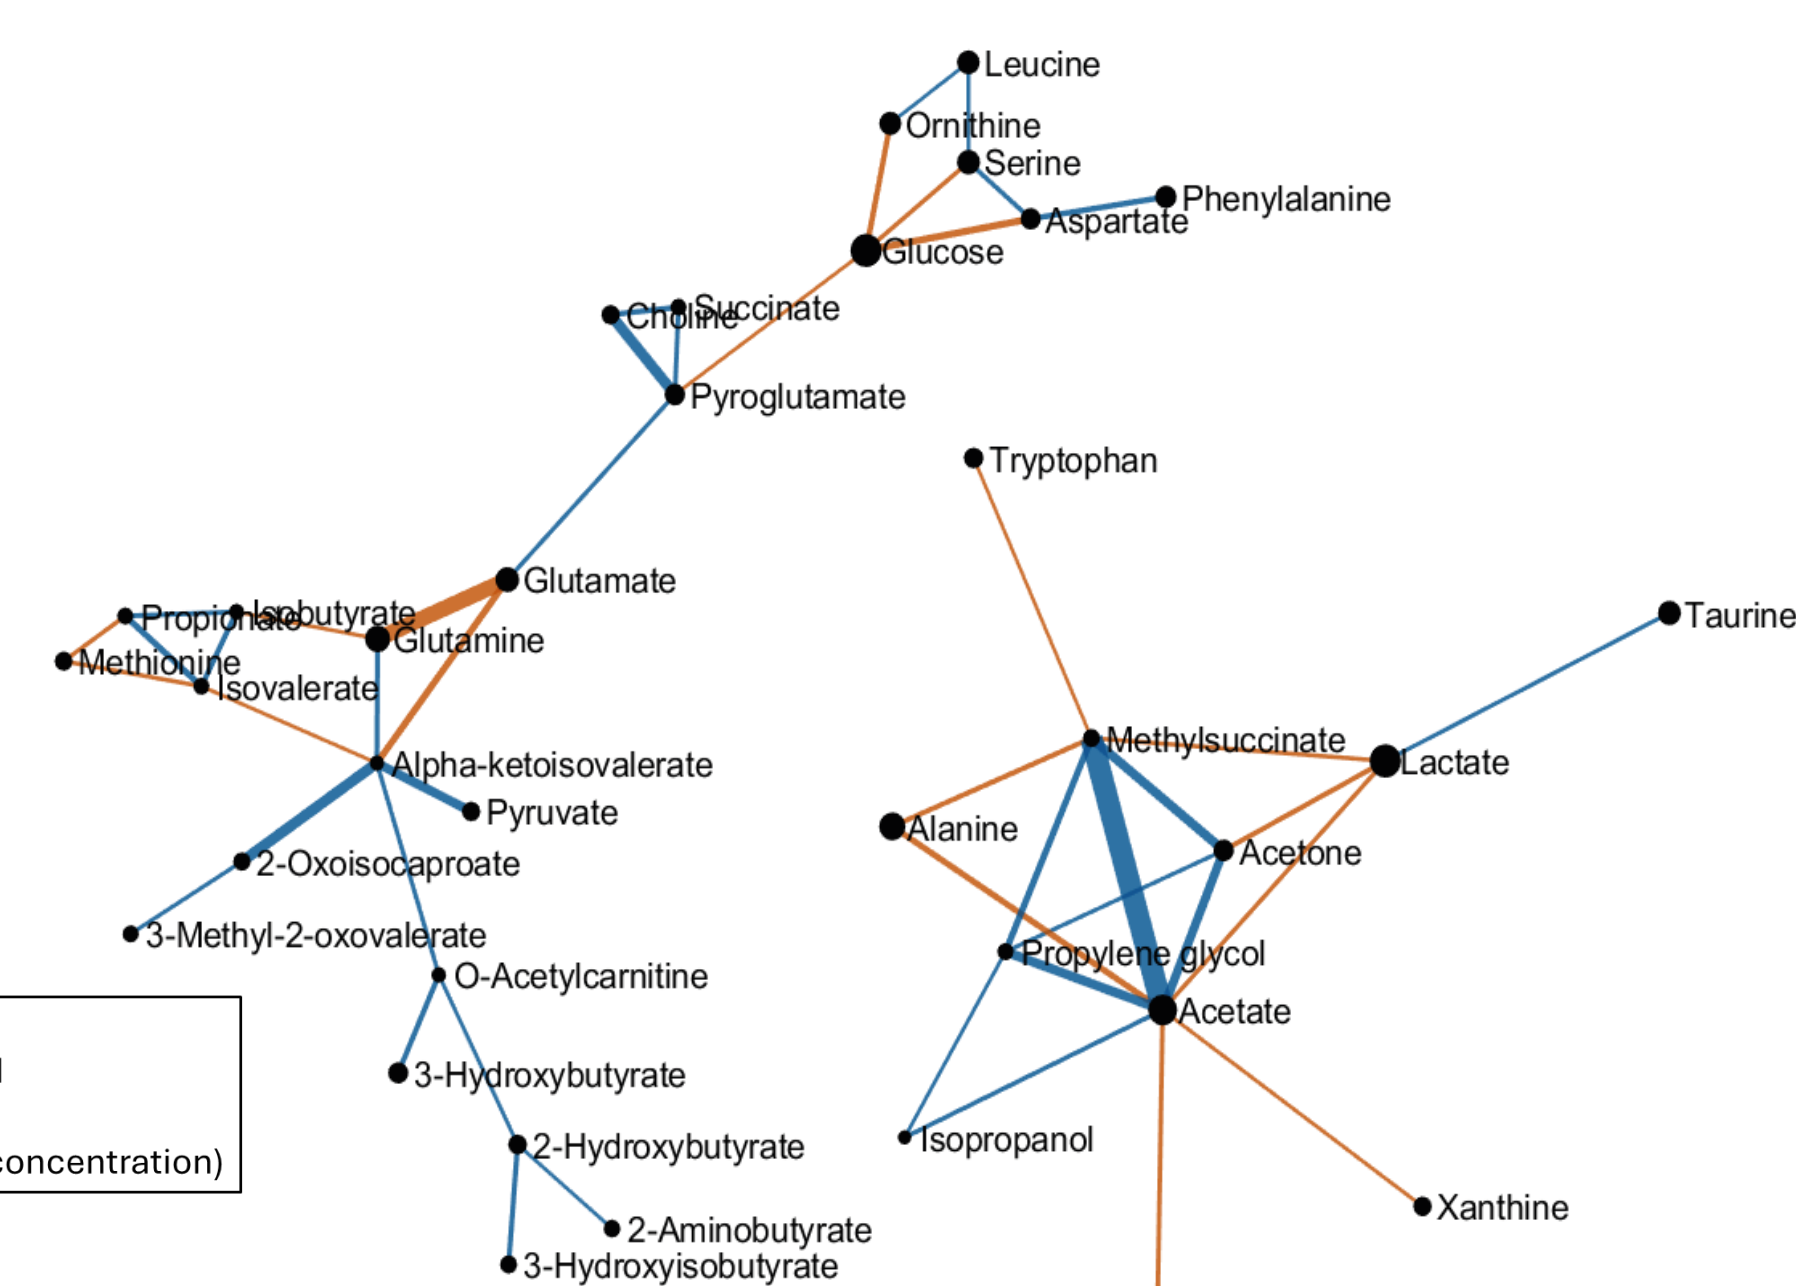 Leucine
Ornithine
Serine
Phenylalanine
Aspartate
Glucose
Succinate
Choline
Pyroglutamate
Tryptophan
Glutamate
Isobutyrate
Propionate
Taurine
Glutamine
Methionine
Isovalerate
Methylsuccinate
Lactate
Alpha-ketoisovalerate
Pyruvate
Alanine
Acetone
2-Oxoisocaproate
3-Methyl-2-oxovalerate
Propylene glycol
O-Acetylcarnitine
Acetate
3-Hydroxybutyrate
Isopropanol
2-Hydroxybutyrate
concentration)
Xanthine
2-Aminobutyrate
3-Hydroxyisobutyrate